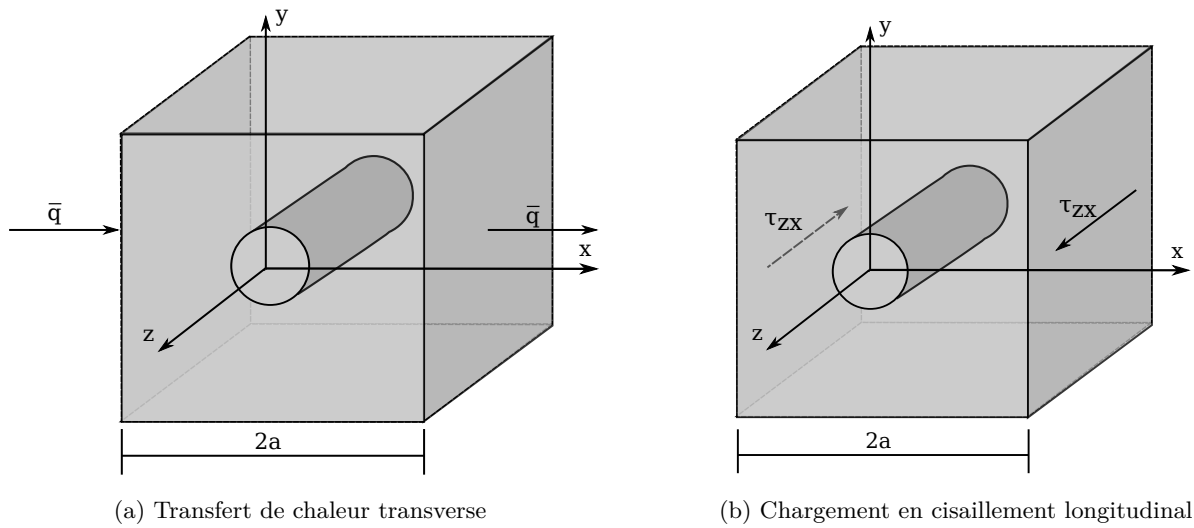 y
q̄
q̄
x
z
2a
(a) Transfert de chaleur transverse
y
τzx
τzx
x
z
2a
(b) Chargement en cisaillement longitudinal